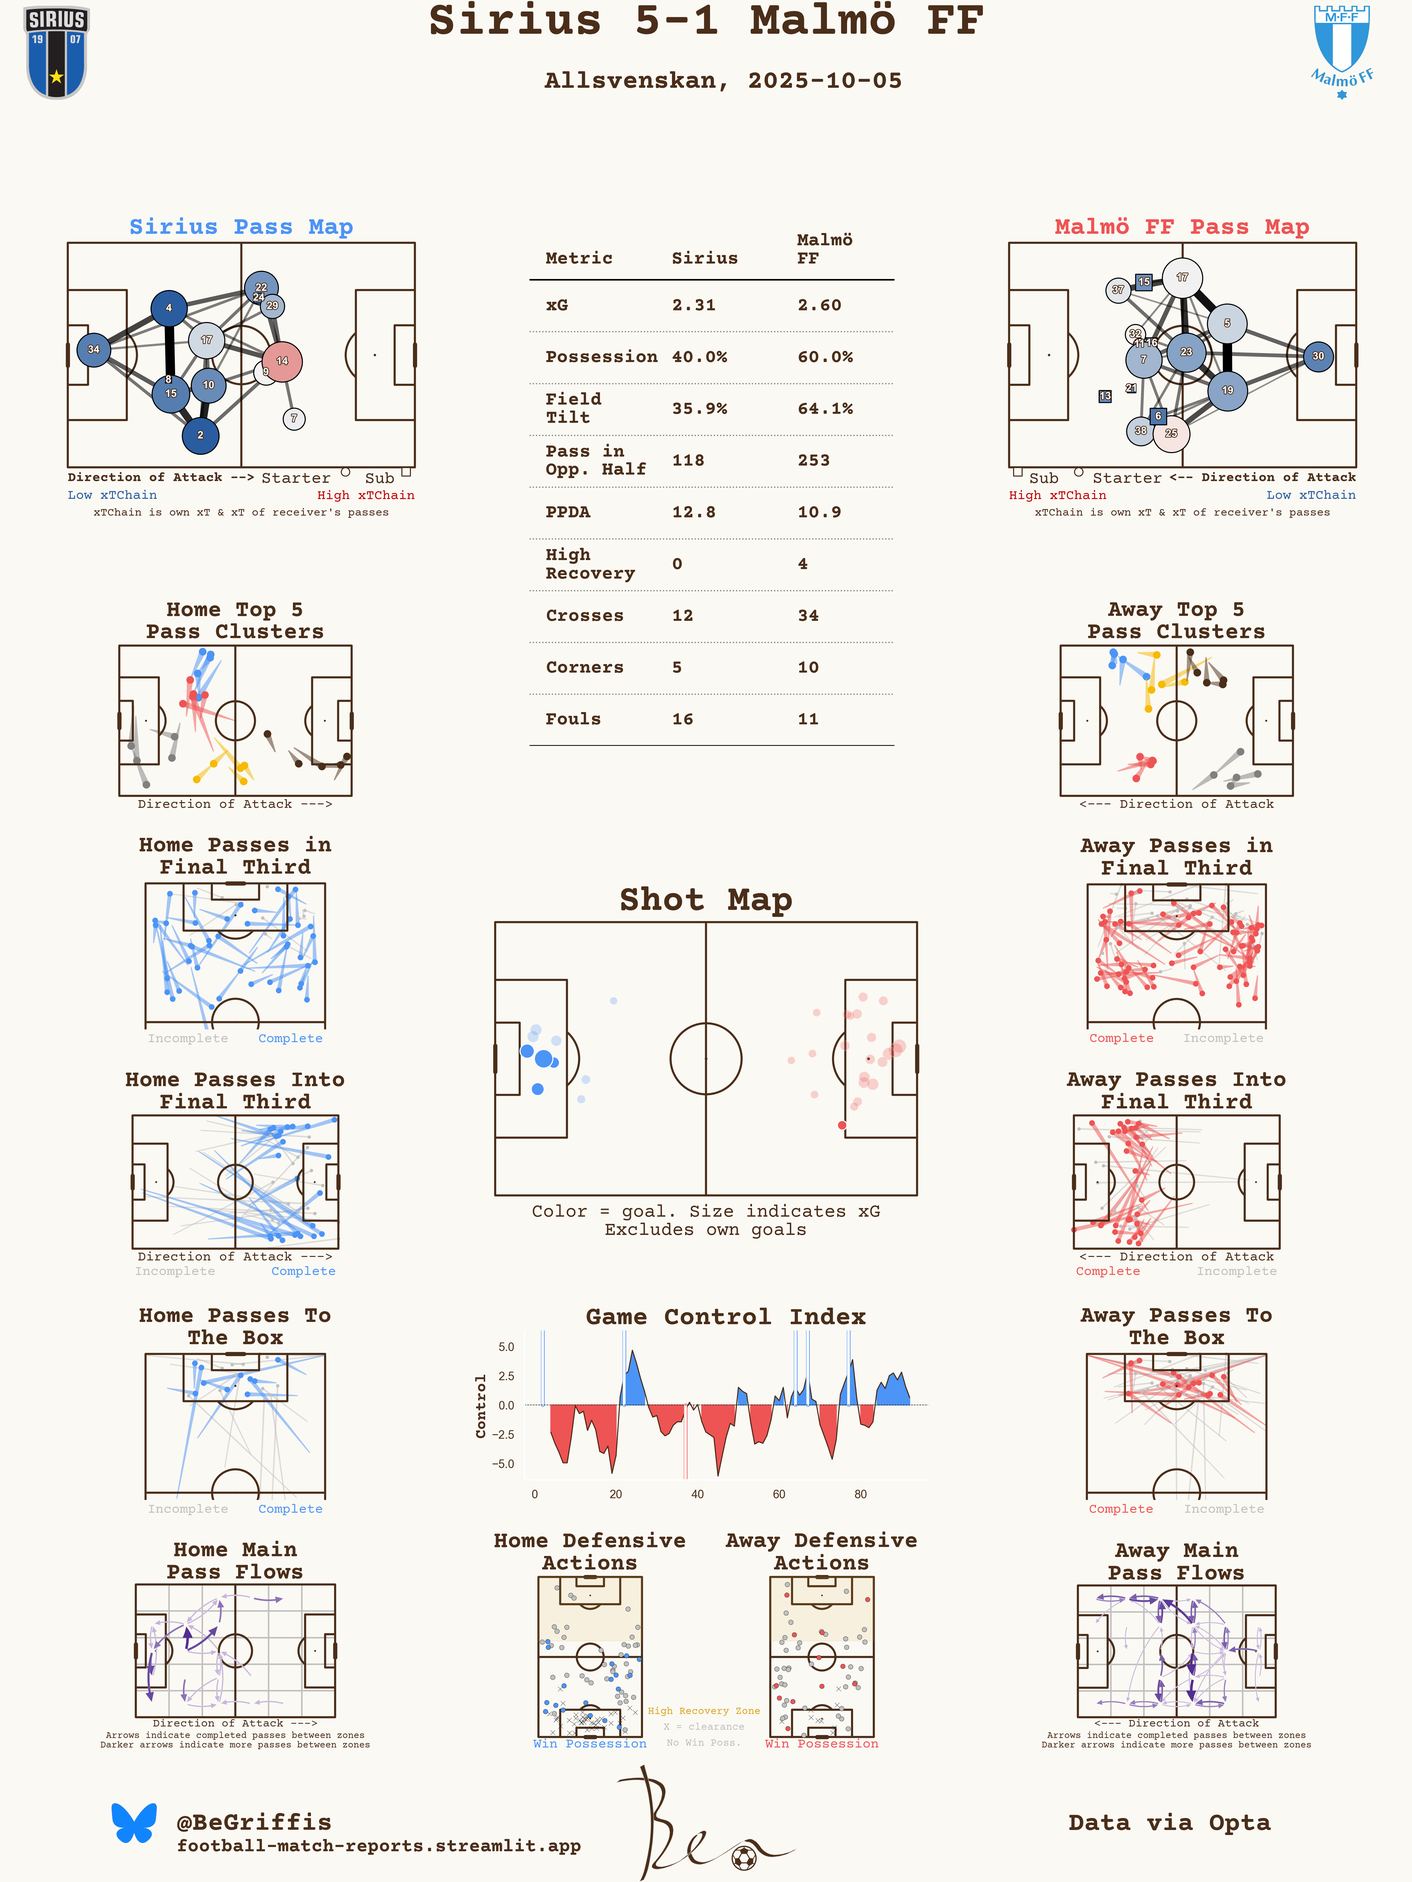 Sirius 5-1 Malmö FF
Allsvenskan, 2025-10-05
SIRIUS
19 07
M·F·F
Malmö FF
Sirius Pass Map
22
24
29
4
34
17
14
9
8
15
10
7
2
Direction of Attack --> Starter Sub
Low xTChain High xTChain
xTChain is own xT & xT of receiver's passes
Metric Sirius Malmö FF
xG 2.31 2.60
Possession 40.0% 60.0%
Field Tilt 35.9% 64.1%
Pass in Opp. Half 118 253
PPDA 12.8 10.9
High Recovery 0 4
Crosses 12 34
Corners 5 10
Fouls 16 11
Malmö FF Pass Map
17
15
37
5
32
11
16
23
7
30
21
13
19
6
38
25
Sub Starter <-- Direction of Attack
High xTChain Low xTChain
xTChain is own xT & xT of receiver's passes
Home Top 5
Pass Clusters
Direction of Attack --->
Away Top 5
Pass Clusters
<--- Direction of Attack
Home Passes in
Final Third
Incomplete Complete
Away Passes in
Final Third
Complete Incomplete
Shot Map
Color = goal. Size indicates xG
Excludes own goals
Home Passes Into
Final Third
Direction of Attack --->
Incomplete Complete
Away Passes Into
Final Third
<--- Direction of Attack
Complete Incomplete
Home Passes To
The Box
Incomplete Complete
Game Control Index
Control
5.0
2.5
0.0
−2.5
−5.0
0 20 40 60 80
Away Passes To
The Box
Complete Incomplete
Home Main
Pass Flows
Direction of Attack --->
Arrows indicate completed passes between zones
Darker arrows indicate more passes between zones
Home Defensive
Actions
Win Possession
High Recovery Zone
X = clearance
No Win Poss.
Away Defensive
Actions
Win Possession
Away Main
Pass Flows
<--- Direction of Attack
Arrows indicate completed passes between zones
Darker arrows indicate more passes between zones
@BeGriffis
football-match-reports.streamlit.app
Ben
Data via Opta